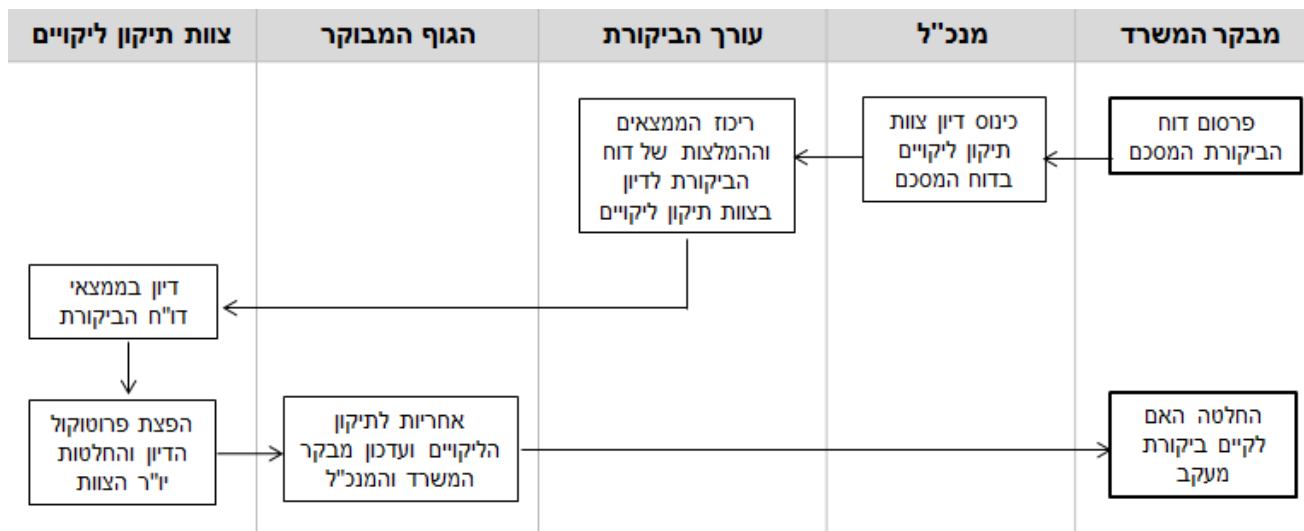 מבקר המשרד
מנכ"ל
עורך הביקורת
הגוף המבוקר
צוות תיקון ליקויים
פרסום דוח
הביקורת המסכם
כינוס דיון צוות
תיקון ליקויים
בדוח המסכם
ריכוז הממצאים
וההמלצות של דוח
הביקורת לדיון
בצוות תיקון ליקויים
דיון בממצאי
דו"ח הביקורת
הפצת פרוטוקול
הדיון והחלטות
יו"ר הצוות
אחריות לתיקון
הליקויים ועדכון מבקר
המשרד והמנכ"ל
החלטה האם
לקיים ביקורת
מעקב